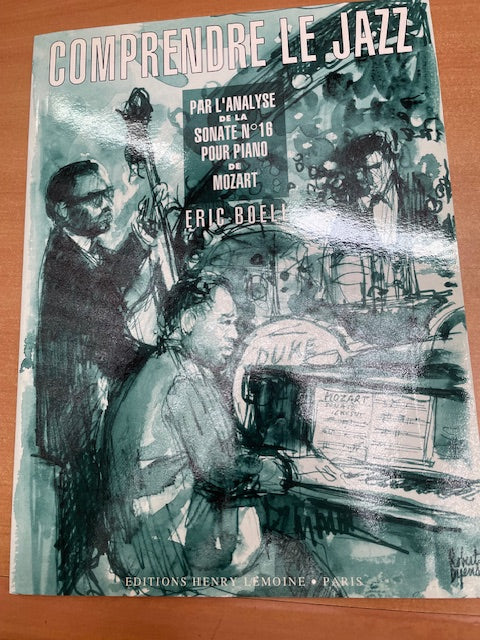 COMPRENDRE LE JAZZ
PAR L'ANALYSE
DE LA
SONATE N°16
POUR PIANO
DE
MOZART
ERIC BOELL
DUKE
MOZART
EDITIONS HENRY LEMOINE • PARIS